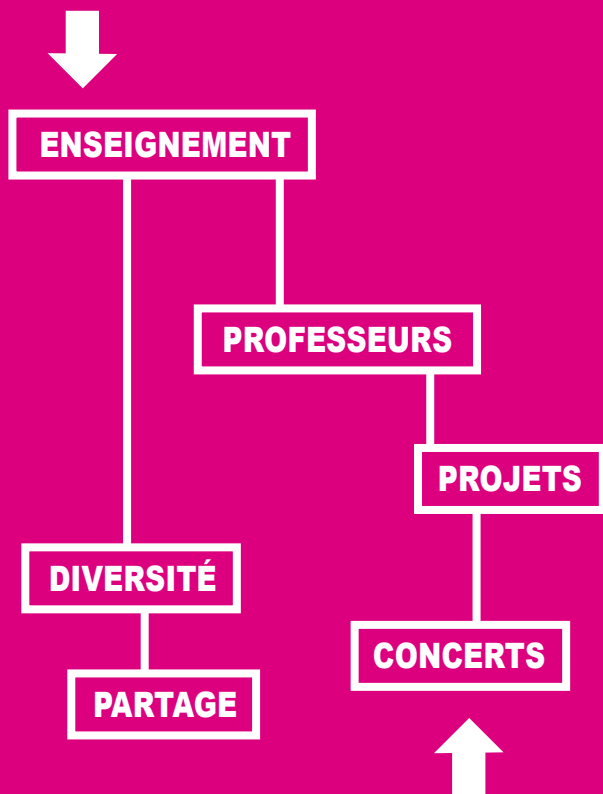 ENSEIGNEMENT
PROFESSEURS
PROJETS
DIVERSITÉ
CONCERTS
PARTAGE